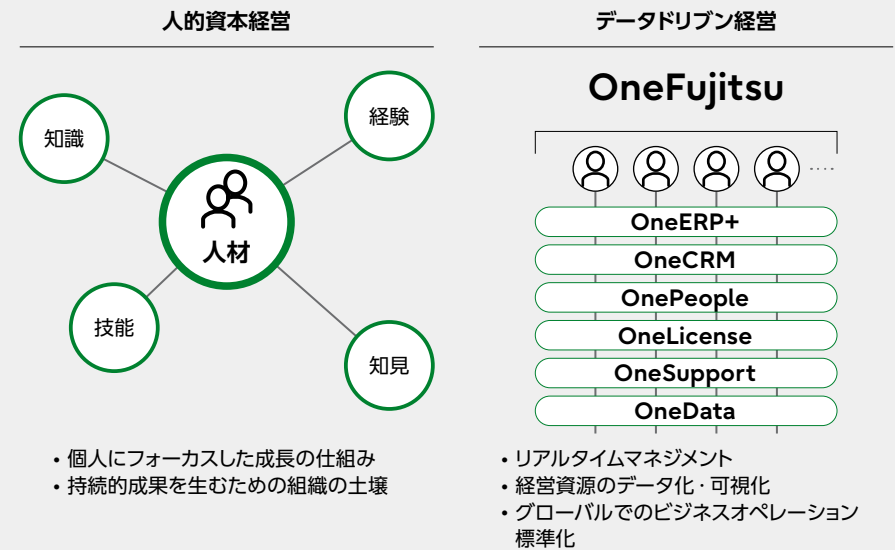 人的資本経営
知識
経験
人材
技能
知見
• 個人にフォーカスした成長の仕組み
• 持続的成果を生むための組織の土壌
データドリブン経営
OneFujitsu
....
OneERP+
OneCRM
OnePeople
OneLicense
OneSupport
OneData
• リアルタイムマネジメント
• 経営資源のデータ化・可視化
• グローバルでのビジネスオペレーション
標準化